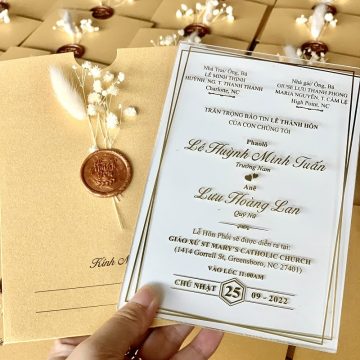 Nhà Trai: Ông, Bà
LÊ MINH THỊNH
HUỲNH NG. T THANH THANH
Charlotte, NC
Nhà gái: Ông, Bà
GIUSE LƯU THANH PHONG
MARIA NGUYỄN. T CẨM LỆ
High Point, NC
TRÂN TRỌNG BÁO TIN LỄ THÀNH HÔN
CỦA CON CHÚNG TÔI
Phaolô
Lê Huỳnh Minh Tuấn
Trưởng Nam
Anê
Lưu Hoàng Lan
Quý Nữ
Lễ Hôn Phối sẽ được diễn ra tại:
GIÁO XỨ ST MARY'S CATHOLIC CHURCH
(1414 Gorrell St, Greensboro, NC 27401)
VÀO LÚC 11:00AM
CHỦ NHẬT 25 09 - 2022
Kính M